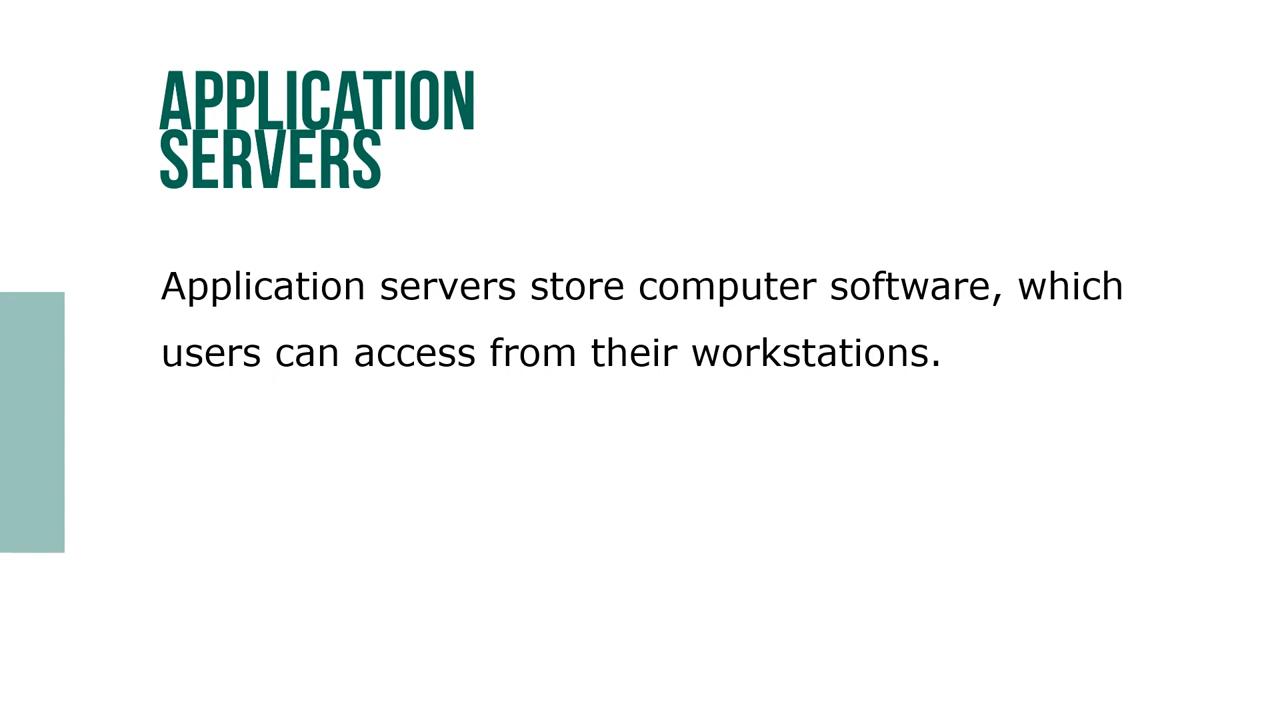 APPLICATION
SERVERS
Application servers store computer software, which
users can access from their workstations.